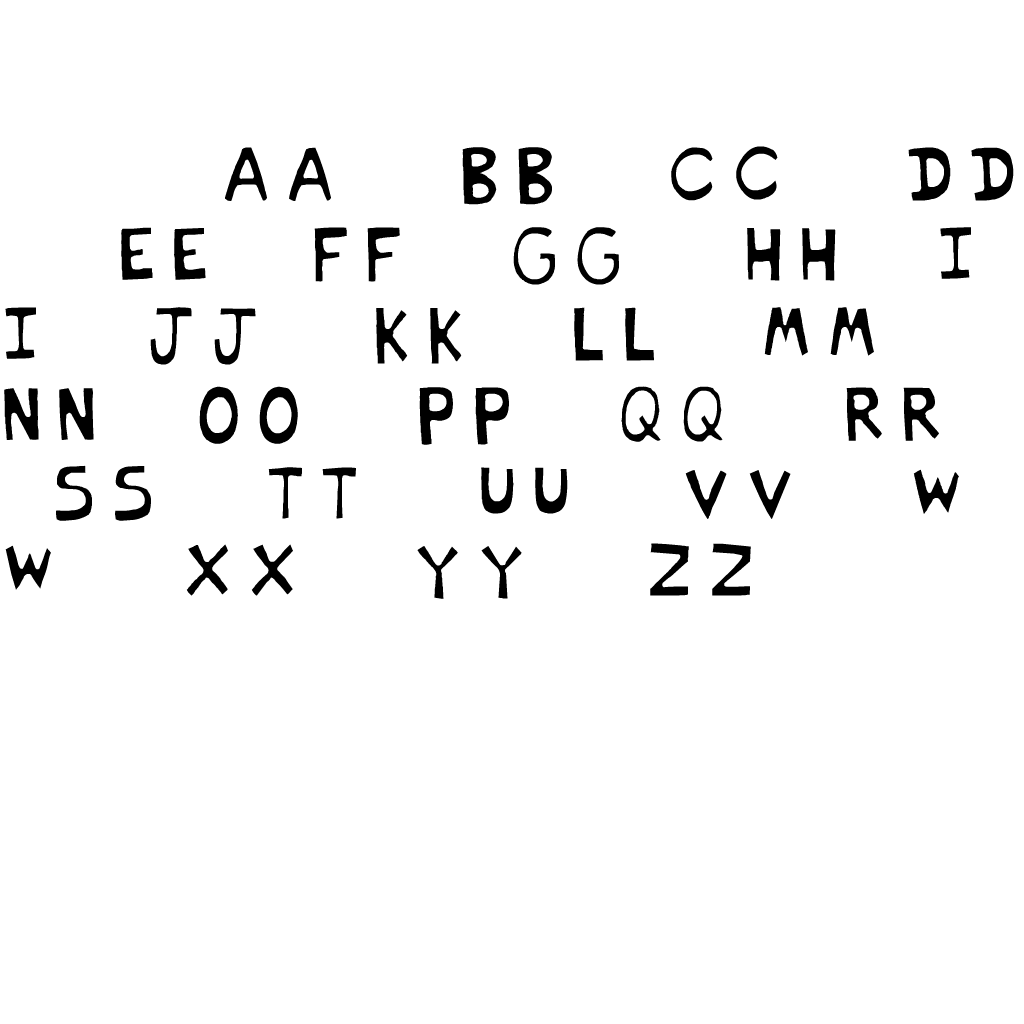 AA BB CC DD
EE FF GG HH I
I JJ KK LL MM
NN OO PP QQ RR
SS TT UU VV W
W XX YY ZZ